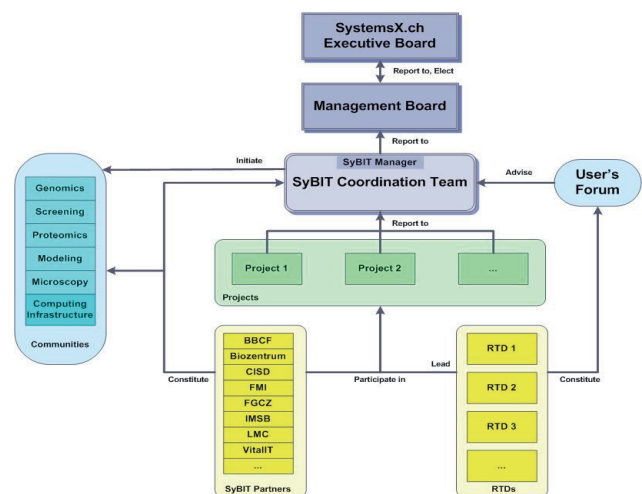 SystemsX.ch
Executive Board
Report to, Elect
Management Board
Report to
Initiate
SyBIT Manager
SyBIT Coordination Team
Advise
User's
Forum
Genomics
Screening
Proteomics
Modeling
Microscopy
Computing
Infrastructure
Communities
Report to
Project 1
Project 2
...
Projects
Constitute
BBCF
Biozentrum
CISD
FMI
FGCZ
IMSB
LMC
VitalIT
...
SyBIT Partners
Participate in
Lead
RTD 1
RTD 2
RTD 3
...
RTDs
Constitute